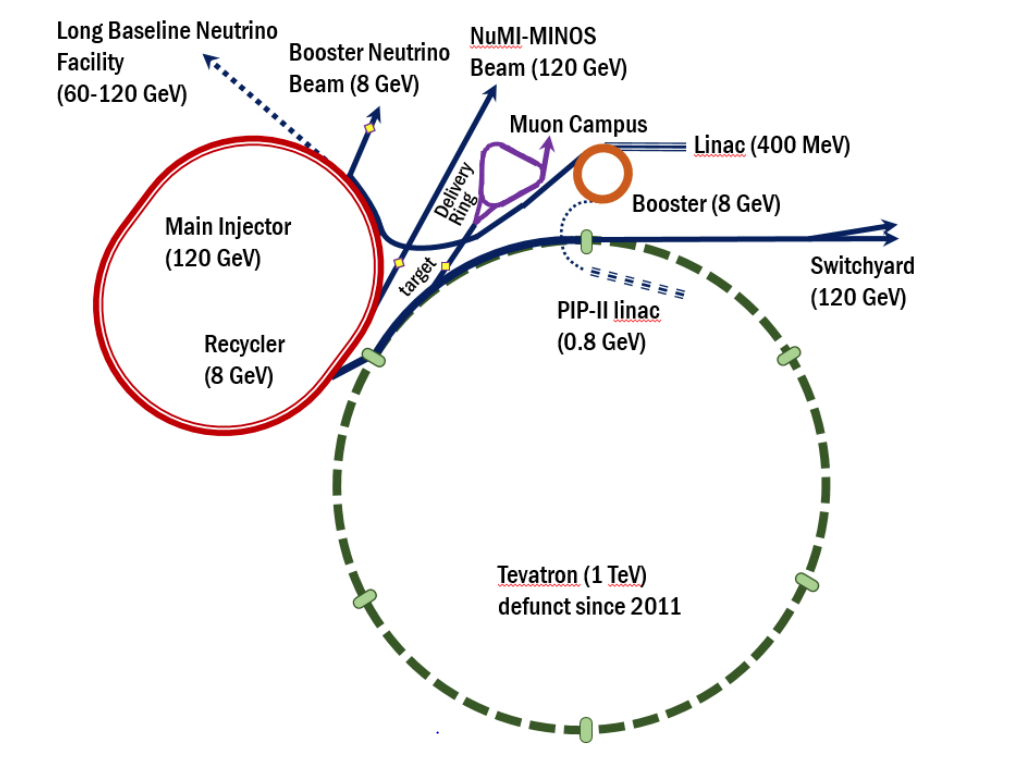 Long Baseline Neutrino
Facility
(60-120 GeV)
Booster Neutrino
Beam (8 GeV)
NuMI-MINOS
Beam (120 GeV)
Muon Campus
Linac (400 MeV)
Delivery
Ring
Booster (8 GeV)
Main Injector
(120 GeV)
target
Switchyard
(120 GeV)
PIP-II linac
(0.8 GeV)
Recycler
(8 GeV)
Tevatron (1 TeV)
defunct since 2011